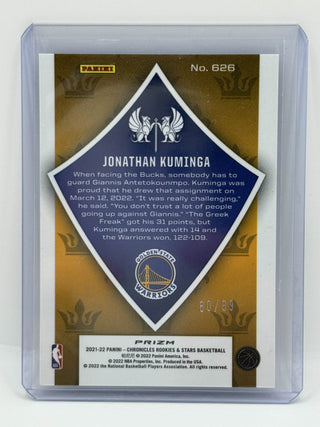 PANINI
No. 626
JONATHAN KUMINGA
When facing the Bucks, somebody has to
guard Giannis Antetokounmpo. Kuminga was
proud that he drew that assignment on
March 12, 2022. "It was really challenging,"
he said. "You don't trust a lot of people
going up against Giannis." "The Greek
Freak" got his 31 points, but
Kuminga answered with 14 and
the Warriors won, 122-109.
GOLDEN STATE
WARRIORS
PRIZM
2021-22 PANINI – CHRONICLES ROOKIES & STARS BASKETBALL
© 2022 Panini America, Inc.
© 2022 NBA Properties, Inc. Produced in the USA.
© 2022 the National Basketball Players Association. All rights reserved.